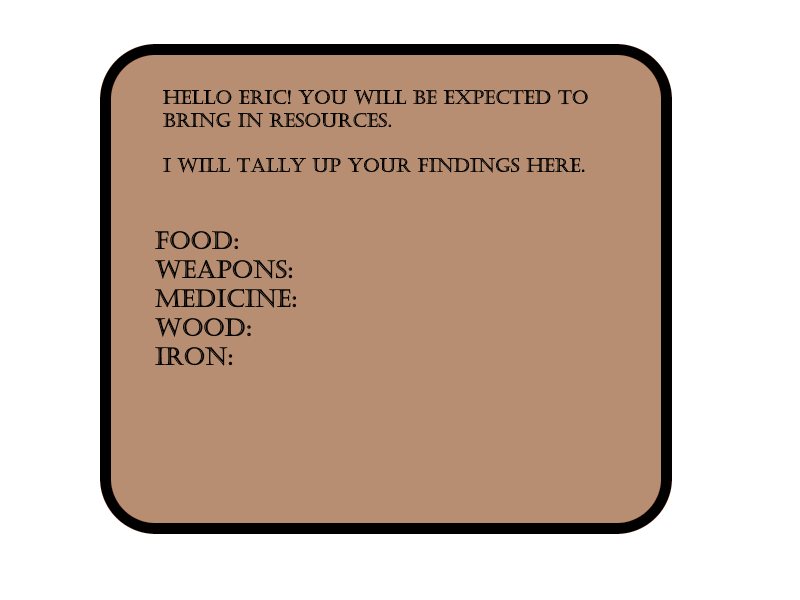 HELLO ERIC! YOU WILL BE EXPECTED TO
BRING IN RESOURCES.
I WILL TALLY UP YOUR FINDINGS HERE.
FOOD:
WEAPONS:
MEDICINE:
WOOD:
IRON: